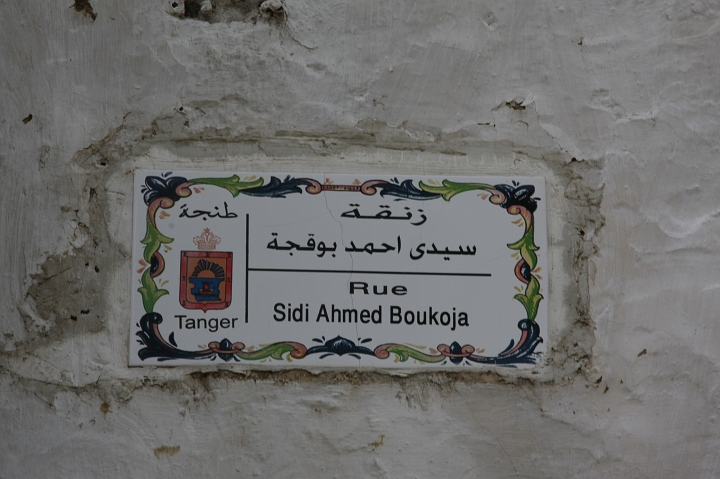 طنجة
Tanger
زنقة
سيدى احمد بوقجة
Rue
Sidi Ahmed Boukoja